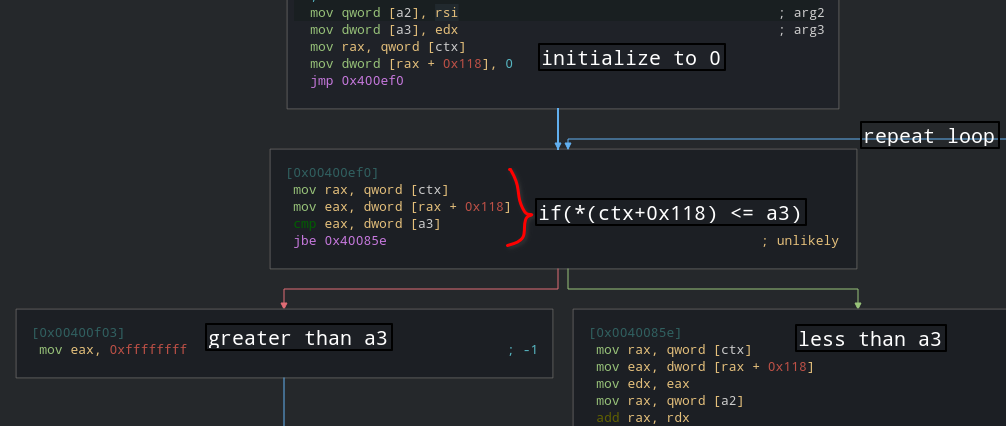 mov qword [a2], rsi ; arg2
mov dword [a3], edx ; arg3
mov rax, qword [ctx]
mov dword [rax + 0x118], 0
initialize to 0
jmp 0x400ef0
repeat loop
[0x00400ef0]
mov rax, qword [ctx]
mov eax, dword [rax + 0x118]
if(*(ctx+0x118) <= a3)
cmp eax, dword [a3]
jbe 0x40085e ; unlikely
[0x00400f03]
greater than a3
mov eax, 0xffffffff ; -1
[0x0040085e]
less than a3
mov rax, qword [ctx]
mov eax, dword [rax + 0x118]
mov edx, eax
mov rax, qword [a2]
add rax, rdx